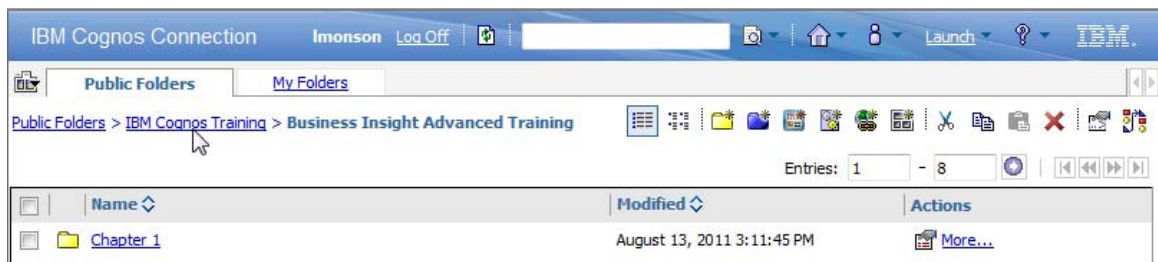 IBM Cognos Connection lmonson Log Off Launch IBM.
Public Folders My Folders
Public Folders > IBM Cognos Training > Business Insight Advanced Training
Entries: 1 - 8
Name Modified Actions
Chapter 1 August 13, 2011 3:11:45 PM More...